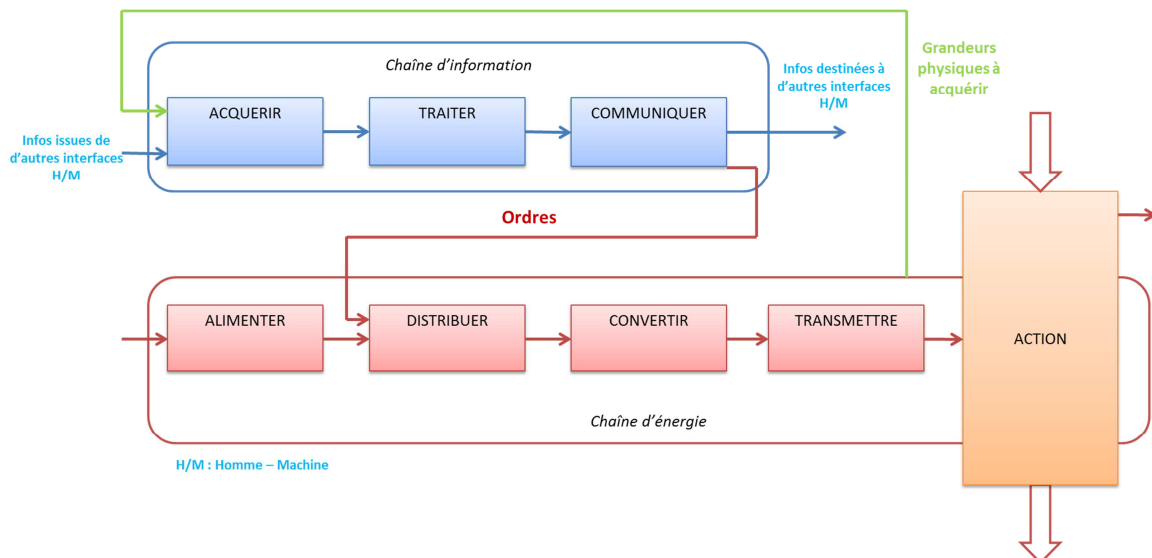 Chaîne d’information
Grandeurs
physiques à
acquérir
Infos destinées à
d’autres interfaces
H/M
ACQUERIR
TRAITER
COMMUNIQUER
Infos issues de
d’autres interfaces
H/M
Ordres
ALIMENTER
DISTRIBUER
CONVERTIR
TRANSMETTRE
ACTION
Chaîne d’énergie
H/M : Homme – Machine